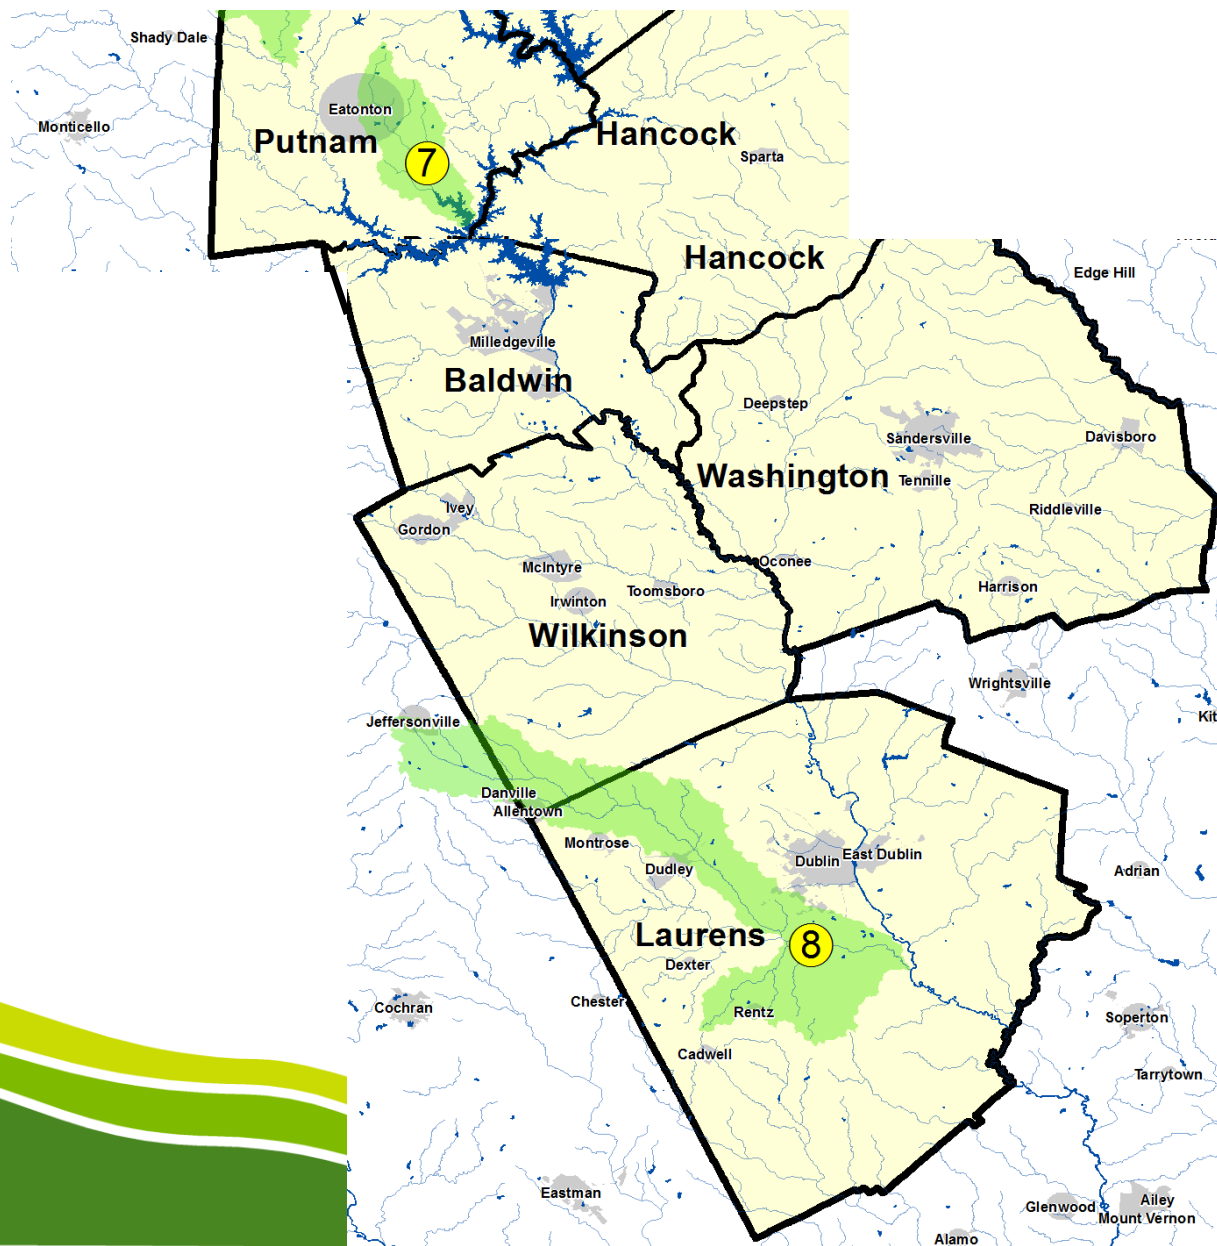 Shady Dale
Eatonton
Monticello
Putnam
Hancock
7
Sparta
Hancock
Edge Hill
Milledgeville
Baldwin
Deepstep
Sandersville
Davisboro
Washington
Tennille
Ivey
Gordon
Riddleville
McIntyre
Oconee
Toomsboro
Harrison
Irwinton
Wilkinson
Wrightsville
Jeffersonville
Kit
Danville
Allentown
Montrose
Dublin
East Dublin
Dudley
Adrian
Laurens
8
Dexter
Chester
Cochran
Rentz
Soperton
Cadwell
Tarrytown
Eastman
Glenwood
Ailey
Mount Vernon
Alamo